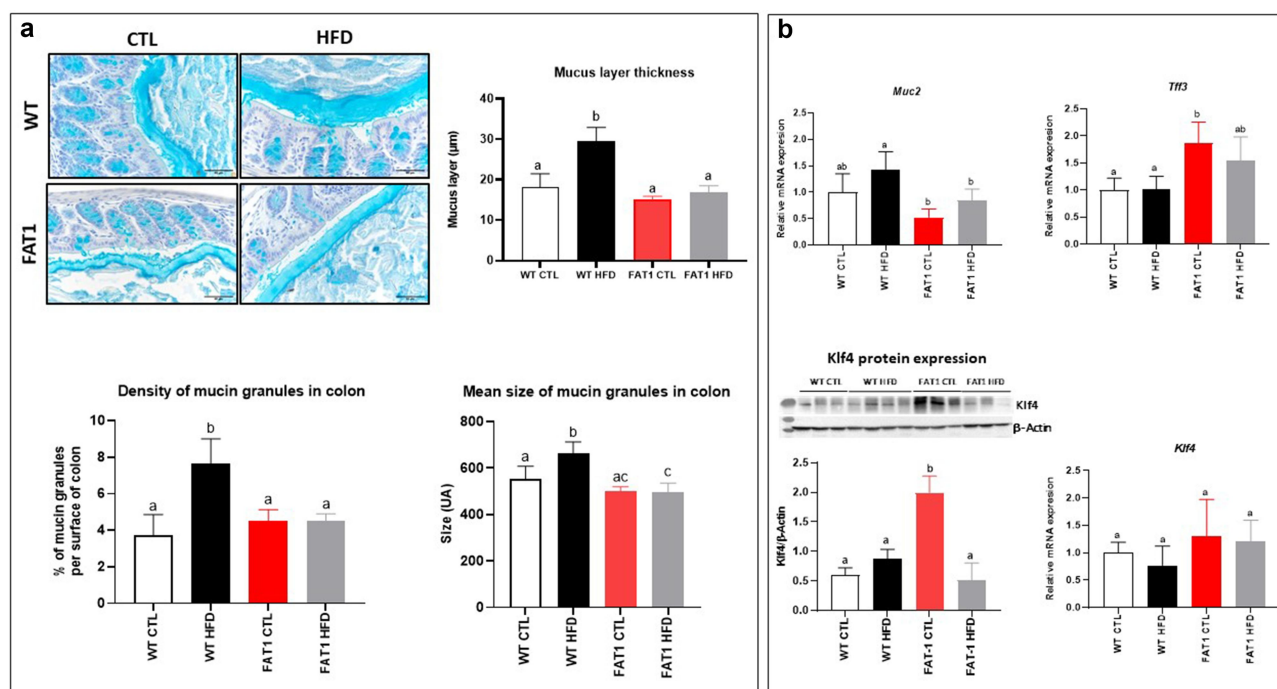 a
CTL HFD
WT
FAT1
Mucus layer thickness
Mucus layer (µm)
40
30
20
10
0
a
b
a
a
WT CTL
WT HFD
FAT1 CTL
FAT1 HFD
Density of mucin granules in colon
% of mucin granules
per surface of colon
10
8
6
4
2
0
a
b
a
a
WT CTL
WT HFD
FAT1 CTL
FAT1 HFD
Mean size of mucin granules in colon
Size (UA)
800
600
400
200
0
a
b
ac
c
WT CTL
WT HFD
FAT1 CTL
FAT1 HFD
b
Muc2
Relative mRNA expression
2.5
2.0
1.5
1.0
0.5
0.0
ab
a
b
b
WT CTL
WT HFD
FAT1 CTL
FAT1 HFD
Tff3
Relative mRNA expression
2.5
2.0
1.5
1.0
0.5
0.0
a
a
b
ab
WT CTL
WT HFD
FAT1 CTL
FAT1 HFD
Klf4 protein expression
WT CTL WT HFD FAT1 CTL FAT1 HFD
Klf4
β-Actin
Klf4/β-Actin
2.5
2.0
1.5
1.0
0.5
0.0
a
a
b
a
WT CTL
WT HFD
FAT-1 CTL
FAT-1 HFD
Klf4
Relative mRNA expression
2.5
2.0
1.5
1.0
0.5
0.0
a
a
a
a
WT CTL
WT HFD
FAT1 CTL
FAT1 HFD